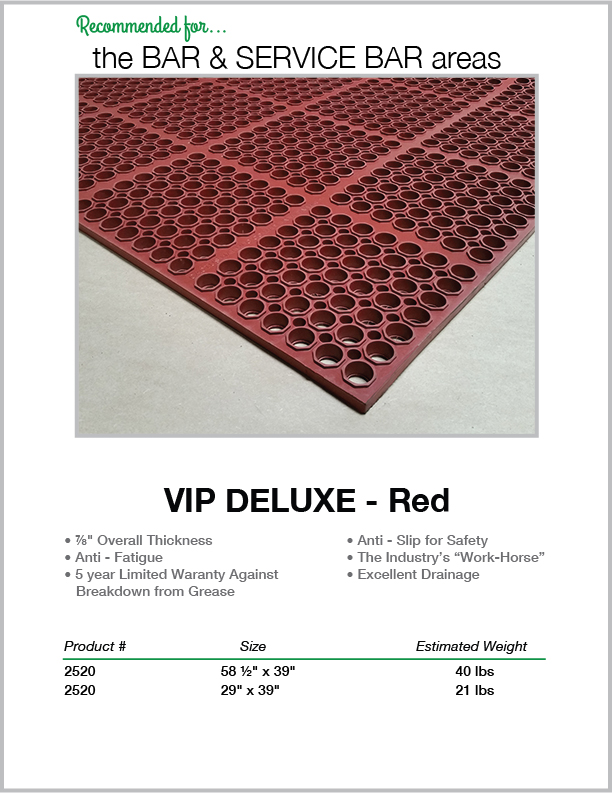 Recommended for...
the BAR & SERVICE BAR areas
VIP DELUXE - Red
• ⅞" Overall Thickness
• Anti - Fatigue
• 5 year Limited Waranty Against
Breakdown from Grease
• Anti - Slip for Safety
• The Industry's “Work-Horse”
• Excellent Drainage
Product # Size Estimated Weight
2520 58 ½" x 39" 40 lbs
2520 29" x 39" 21 lbs